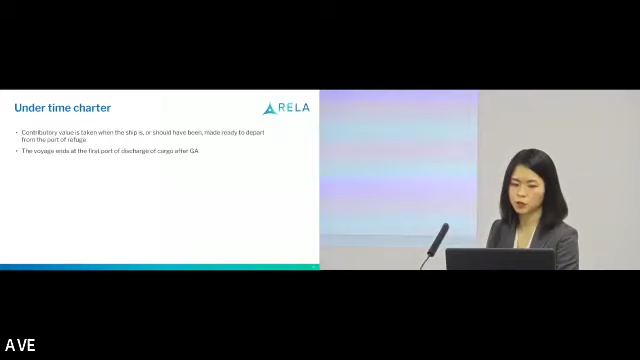 Under time charter
RELA
Contributory value is taken when the ship is, or should have been, made ready to depart
from the port of refuge
The voyage ends at the first port of discharge of cargo after GA
AVE